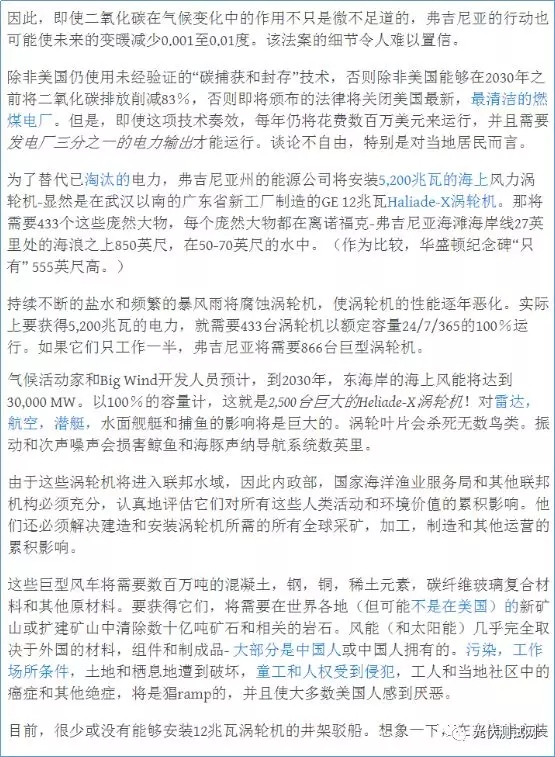 因此，即使二氧化碳在气候变化中的作用不只是微不足道的，弗吉尼亚的行动也
可能使未来的变暖减少0.001至0.01度。该法案的细节令人难以置信。
除非美国仍使用未经验证的“碳捕获和封存”技术，否则除非美国能够在2030年之
前将二氧化碳排放削减83％，否则即将颁布的法律将关闭美国最新，最清洁的燃
煤电厂。但是，即使这项技术奏效，每年仍将花费数百万美元来运行，并且需要
发电厂三分之一的电力输出才能运行。谈论不自由，特别是对当地居民而言。
为了替代已淘汰的电力，弗吉尼亚州的能源公司将安装5,200兆瓦的海上风力涡
轮机-显然是在武汉以南的广东省新工厂制造的GE 12兆瓦Haliade-X涡轮机。那将
需要433个这些庞然大物，每个庞然大物都在离诺福克-弗吉尼亚海滩海岸线27英
里处的海浪之上850英尺，在50-70英尺的水中。（作为比较，华盛顿纪念碑“只
有” 555英尺高。）
持续不断的盐水和频繁的暴风雨将腐蚀涡轮机，使涡轮机的性能逐年恶化。实际
上要获得5,200兆瓦的电力，就需要433台涡轮机以额定容量24/7/365的100％运
行。如果它们只工作一半，弗吉尼亚将需要866台巨型涡轮机。
气候活动家和Big Wind开发人员预计，到2030年，东海岸的海上风能将达到
30,000 MW。以100％的容量计，这就是2,500台巨大的Heliade-X涡轮机！对雷达，
航空，潜艇，水面舰艇和捕鱼的影响将是巨大的。涡轮叶片会杀死无数鸟类。振
动和次声噪声会损害鲸鱼和海豚声纳导航系统数英里。
由于这些涡轮机将进入联邦水域，因此内政部，国家海洋渔业服务局和其他联邦
机构必须充分，认真地评估它们对所有这些人类活动和环境价值的累积影响。他
们还必须解决建造和安装涡轮机所需的所有全球采矿，加工，制造和其他运营的
累积影响。
这些巨型风车将需要数百万吨的混凝土，钢，铜，稀土元素，碳纤维玻璃复合材
料和其他原材料。要获得它们，将需要在世界各地（但可能不是在美国）的新矿
山或扩建矿山中清除数十亿吨矿石和相关的岩石。风能（和太阳能）几乎完全取
决于外国的材料，组件和制成品- 大部分是中国人或中国人拥有的。污染，工作
场所条件，土地和栖息地遭到破坏，童工和人权受到侵犯，工人和当地社区中的
癌症和其他绝症，将是猖ramp的，并且使大多数美国人感到厌恶。
目前，很少或没有能够安装12兆瓦涡轮机的井架驳船。想象一下，在
光伏测试网